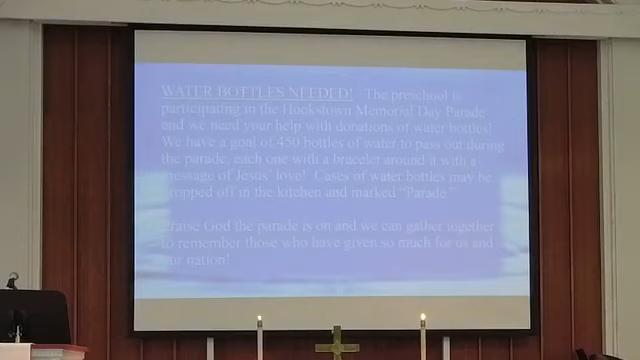 WATER BOTTLES NEEDED! The preschool is
participating in the Hookstown Memorial Day Parade
and we need your help with donations of water bottles!
We have a goal of 450 bottles of water to pass out during
the parade, each one with a bracelet around it with a
message of Jesus' love! Cases of water bottles may be
dropped off in the kitchen and marked "Parade"
Praise God the parade is on and we can gather together
to remember those who have given so much for us and
our nation!